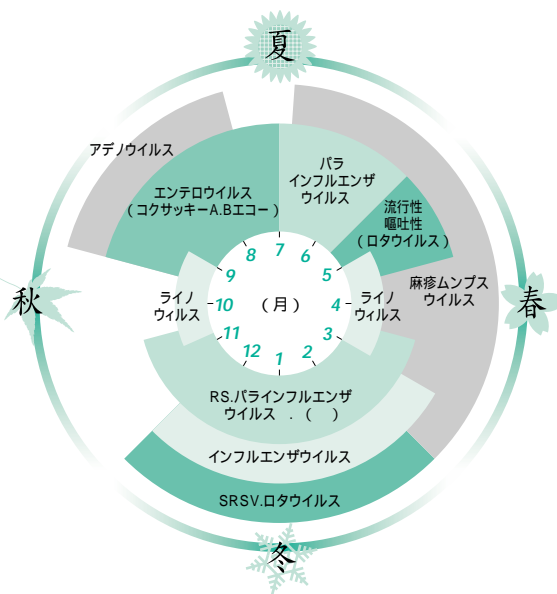 夏
アデノウイルス
エンテロウイルス
（コクサッキーA.Bエコー）
パラ
インフルエンザ
ウイルス
流行性
嘔吐性
（ロタウイルス）
麻疹ムンプス
ウイルス
秋
春
ライノ
ウイルス
ライノ
ウイルス
（月）
7
6
5
4
3
2
1
12
11
10
9
8
RS.パラインフルエンザ
ウイルス . （ ）
インフルエンザウイルス
SRSV.ロタウイルス
冬